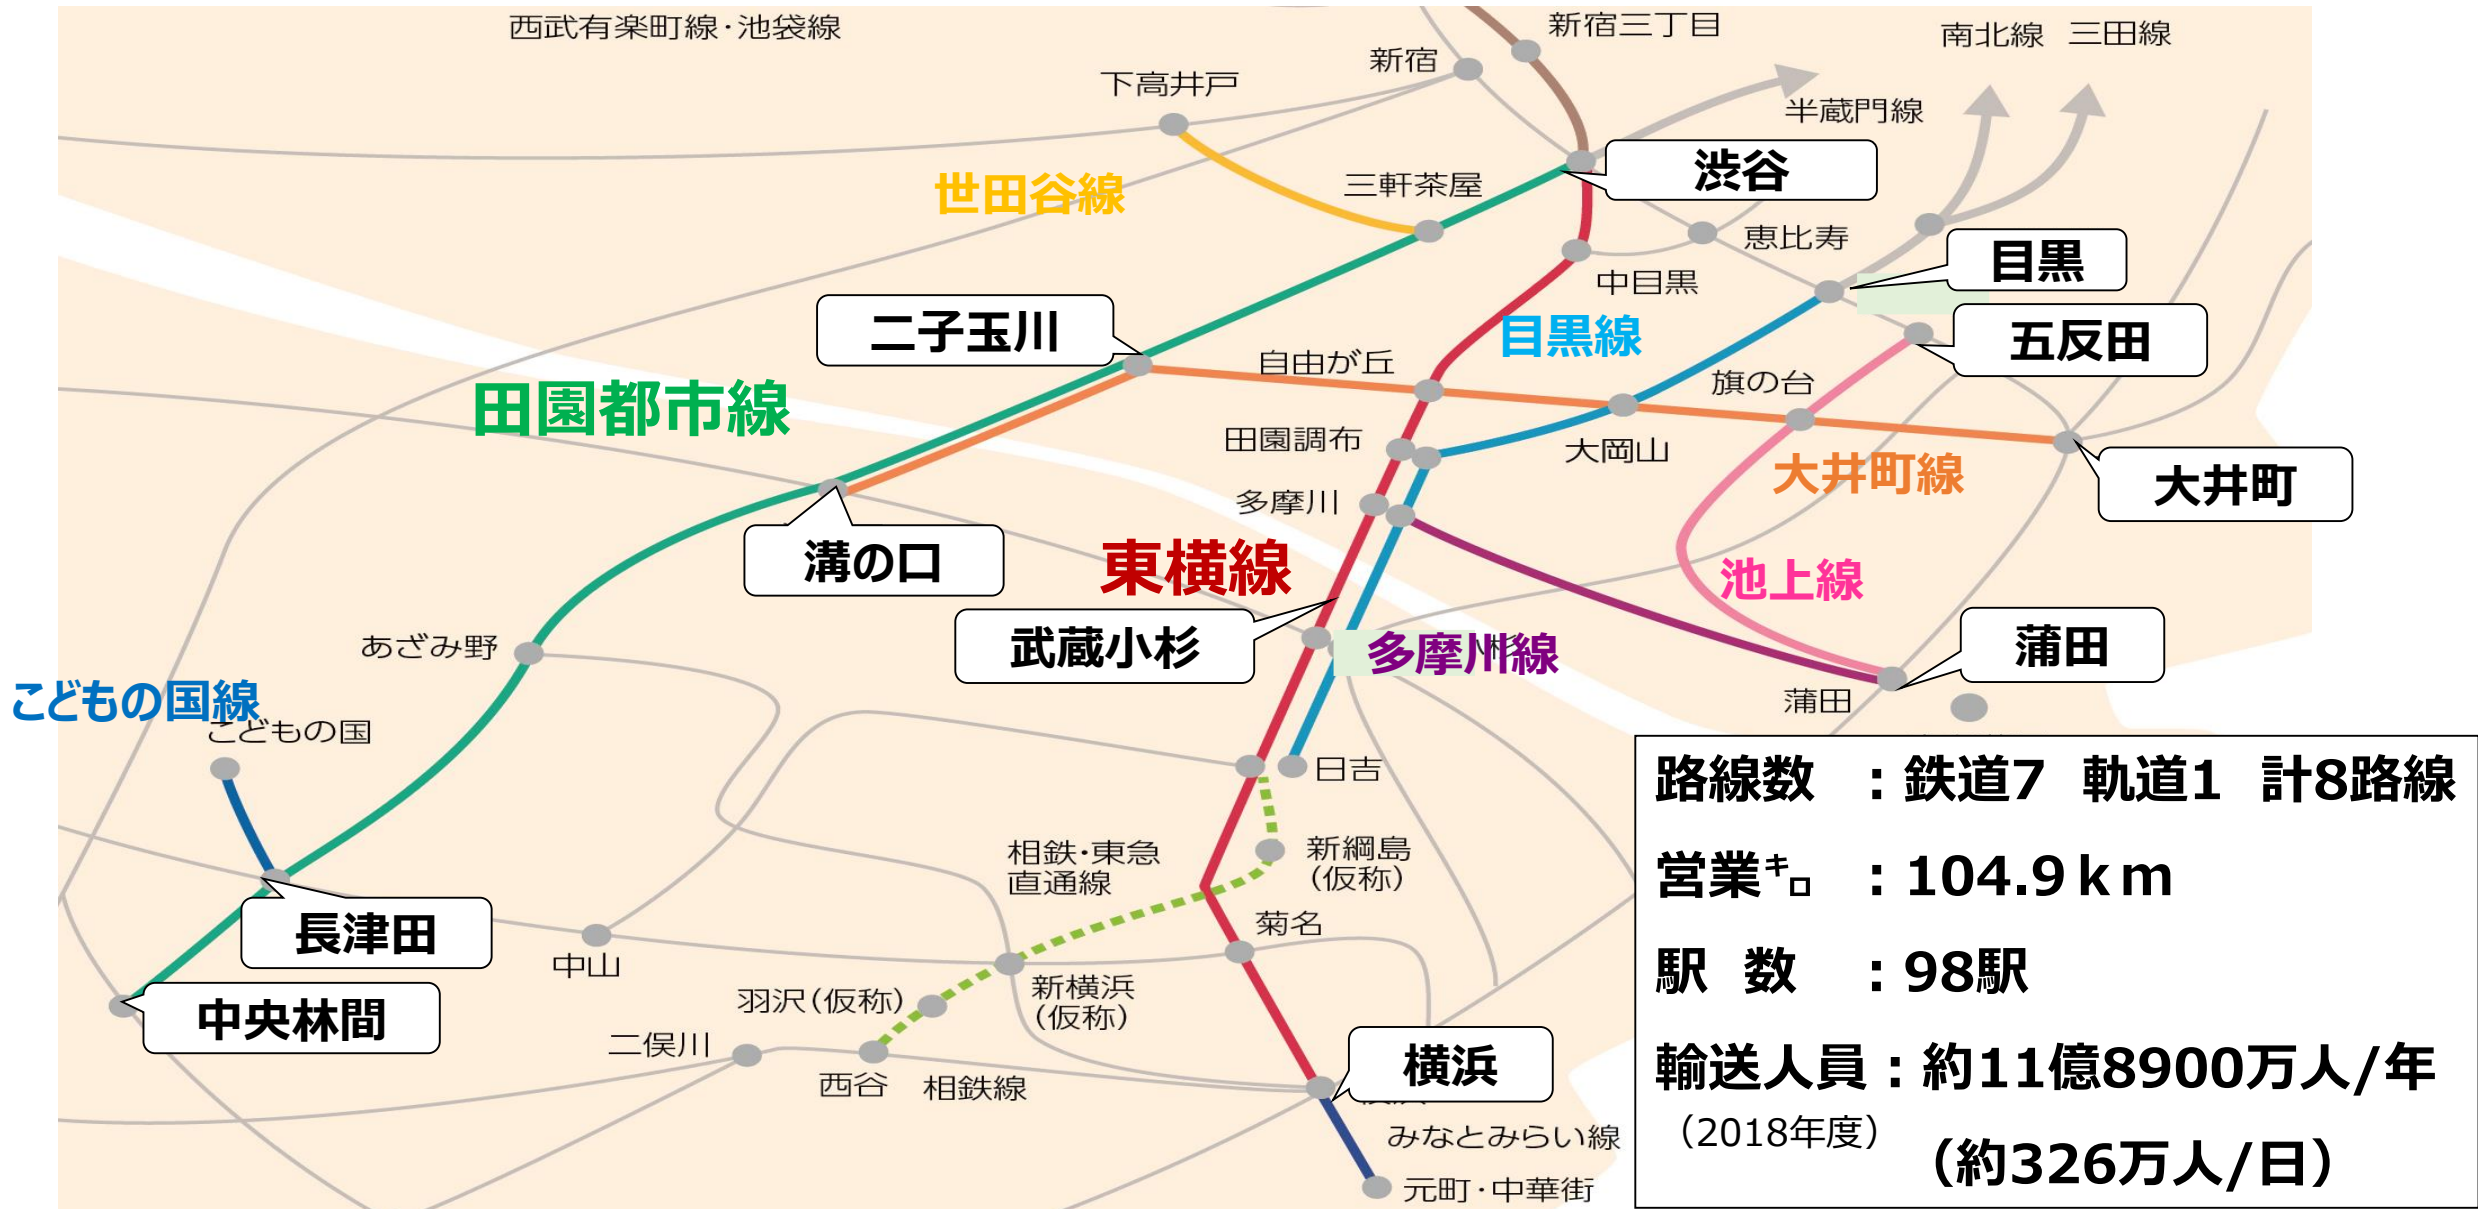 西武有楽町線・池袋線
新宿三丁目
南北線
三田線
新宿
下高井戸
半蔵門線
渋谷
世田谷線
三軒茶屋
恵比寿
目黒
中目黒
二子玉川
目黒線
五反田
自由が丘
旗の台
田園都市線
田園調布
大岡山
大井町線
大井町
多摩川
溝の口
東横線
池上線
武蔵小杉
多摩川線
杉
蒲田
あざみ野
こどもの国線
こどもの国
蒲田
日吉
相鉄・東急
直通線
新綱島
(仮称)
長津田
菊名
中山
中央林間
羽沢(仮称)
新横浜
(仮称)
二俣川
横浜
西谷
相鉄線
みなとみらい線
元町・中華街
路線数 :鉄道7 軌道1 計8路線
営業㌔ :104.9km
駅 数 :98駅
輸送人員:約11億8900万人/年
(2018年度)
(約326万人/日)